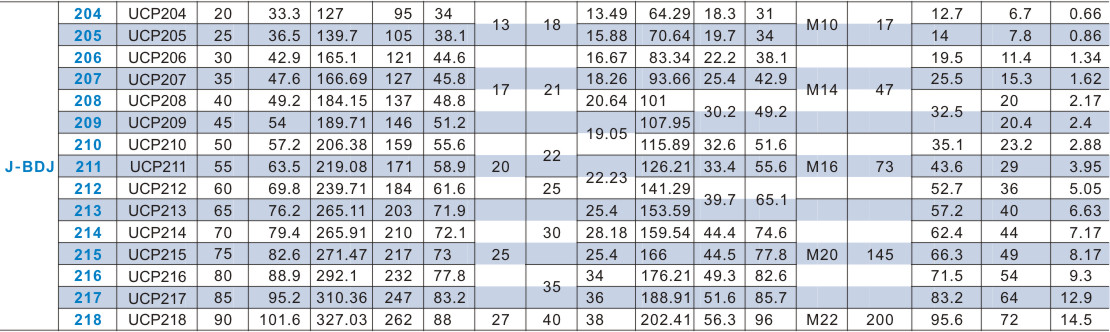 204 UCP204 20 33.3 127 95 34 13.49 64.29 18.3 31 12.7 6.7 0.66
13 18 M10 17
205 UCP205 25 36.5 139.7 105 38.1 15.88 70.64 19.7 34 14 7.8 0.86
206 UCP206 30 42.9 165.1 121 44.6 16.67 83.34 22.2 38.1 19.5 11.4 1.34
207 UCP207 35 47.6 166.69 127 45.8 18.26 93.66 25.4 42.9 25.5 15.3 1.62
17 21 M14 47
208 UCP208 40 49.2 184.15 137 48.8 20.64 101 20 2.17
30.2 49.2 32.5
209 UCP209 45 54 189.71 146 51.2 107.95 20.4 2.4
19.05
210 UCP210 50 57.2 206.38 159 55.6 115.89 32.6 51.6 35.1 23.2 2.88
22
J-BDJ 211 UCP211 55 63.5 219.08 171 58.9 20 126.21 33.4 55.6 M16 73 43.6 29 3.95
22.23
212 UCP212 60 69.8 239.71 184 61.6 25 141.29 52.7 36 5.05
39.7 65.1
213 UCP213 65 76.2 265.11 203 71.9 25.4 153.59 57.2 40 6.63
214 UCP214 70 79.4 265.91 210 72.1 30 28.18 159.54 44.4 74.6 62.4 44 7.17
215 UCP215 75 82.6 271.47 217 73 25 25.4 166 44.5 77.8 M20 145 66.3 49 8.17
216 UCP216 80 88.9 292.1 232 77.8 34 176.21 49.3 82.6 71.5 54 9.3
35
217 UCP217 85 95.2 310.36 247 83.2 36 188.91 51.6 85.7 83.2 64 12.9
218 UCP218 90 101.6 327.03 262 88 27 40 38 202.41 56.3 96 M22 200 95.6 72 14.5